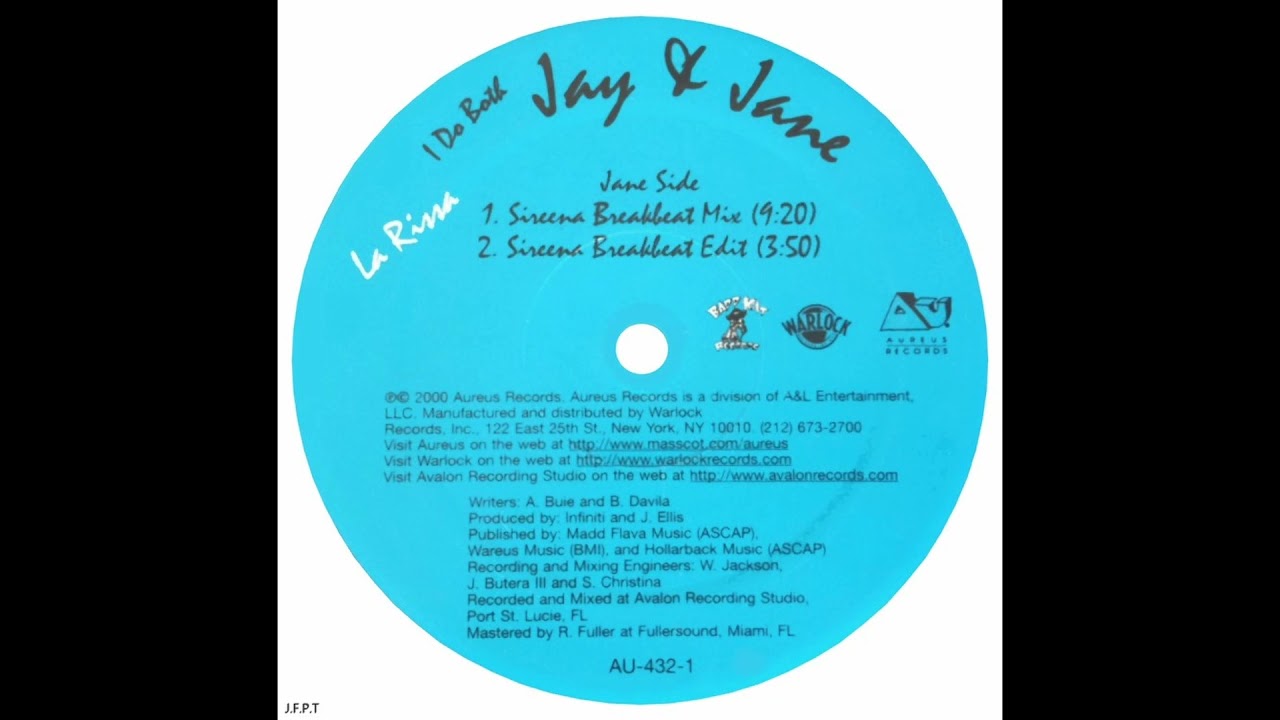 I Do Both
Jay & Jane
La Rissa
Jane Side
1. Sireena Breakbeat Mix (9:20)
2. Sireena Breakbeat Edit (3:50)
WARLOCK
AUREUS
RECORDS
℗© 2000 Aureus Records. Aureus Records is a division of A&L Entertainment,
LLC. Manufactured and distributed by Warlock
Records, Inc., 122 East 25th St., New York, NY 10010. (212) 673-2700
Visit Aureus on the web at http://www.masscot.com/aureus
Visit Warlock on the web at http://www.warlockrecords.com
Visit Avalon Recording Studio on the web at http://www.avalonrecords.com
Writers: A. Buie and B. Davila
Produced by: Infiniti and J. Ellis
Published by: Madd Flava Music (ASCAP),
Wareus Music (BMI), and Hollarback Music (ASCAP)
Recording and Mixing Engineers: W. Jackson,
J. Butera III and S. Christina
Recorded and Mixed at Avalon Recording Studio,
Port St. Lucie, FL
Mastered by R. Fuller at Fullersound, Miami, FL
AU-432-1
J.F.P.T